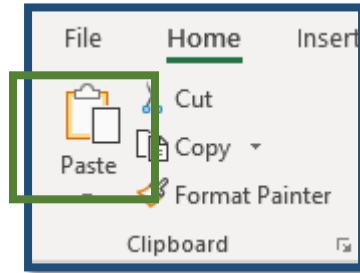 File Home Insert
Cut
Copy
Paste
Format Painter
Clipboard